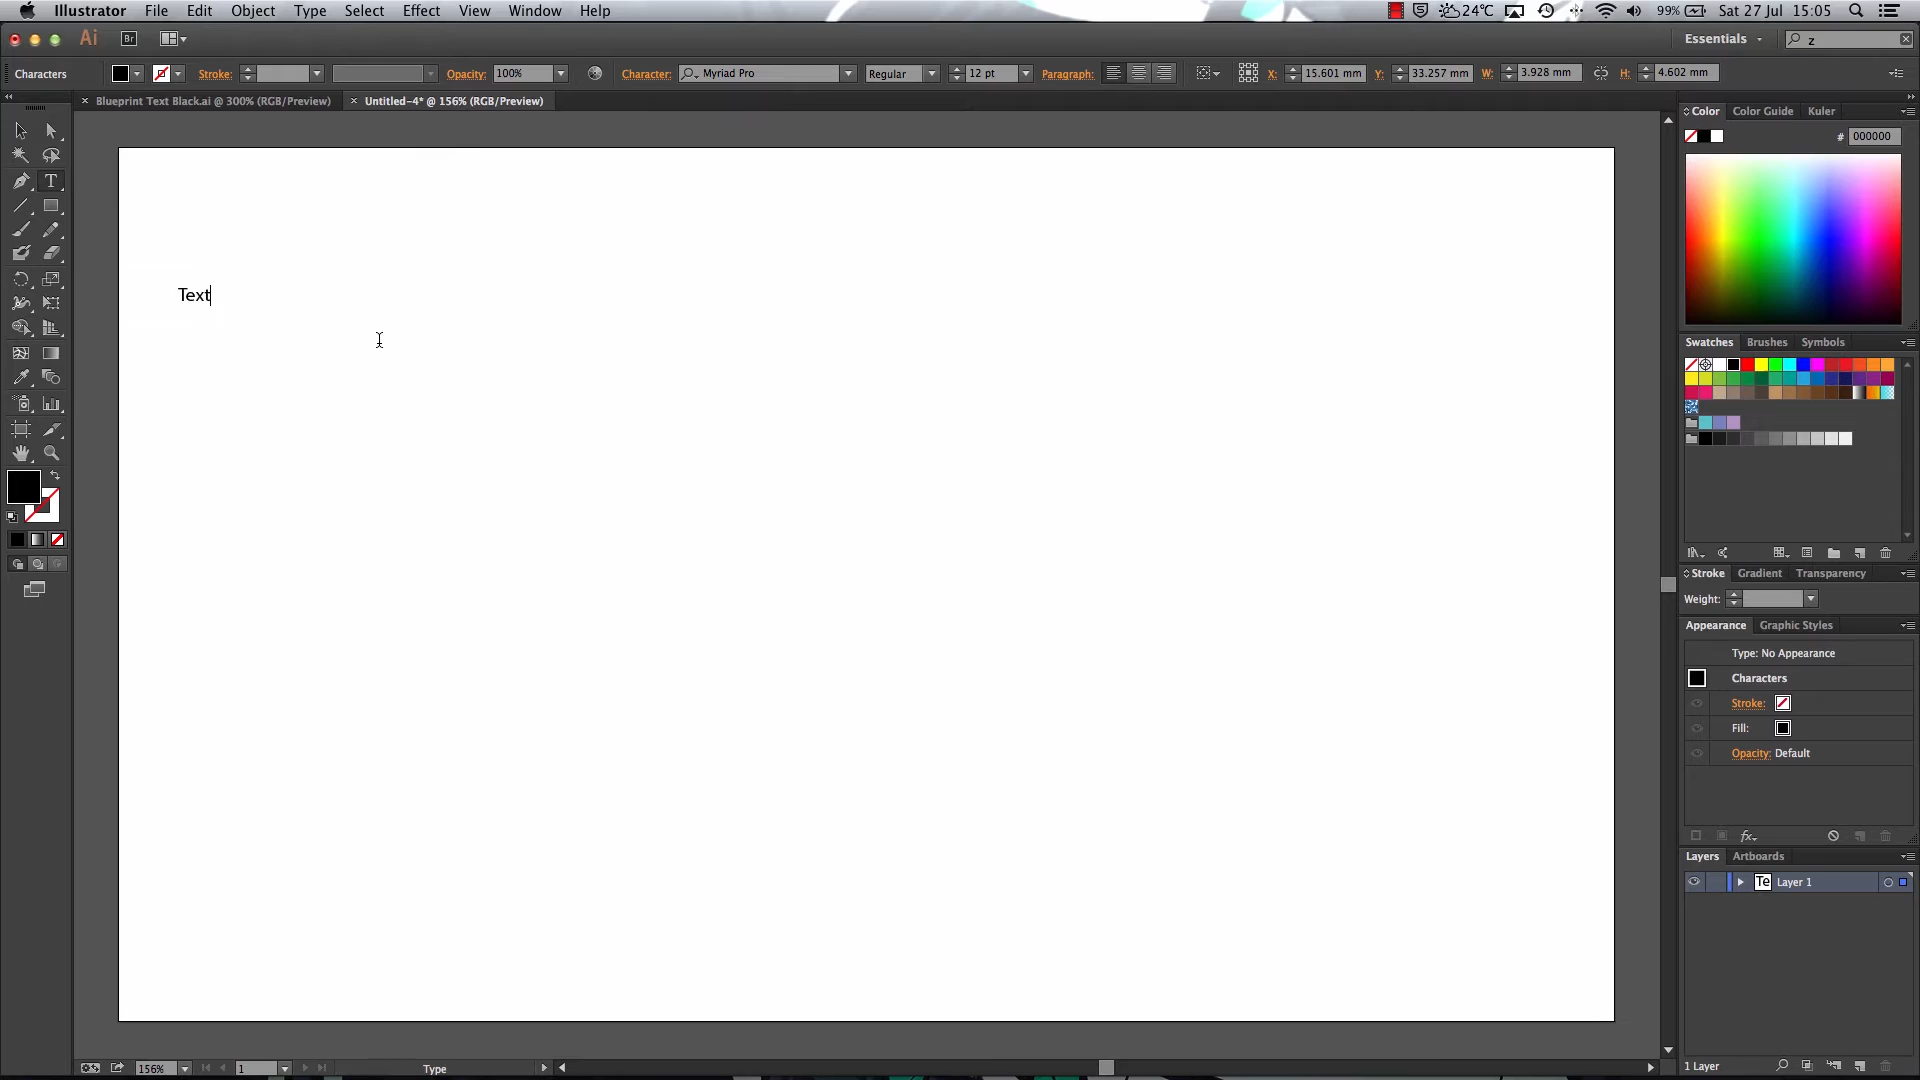 Illustrator File Edit Object Type Select Effect View Window Help 24°C 99% Sat 27 Jul 15:05
Ai Br Essentials z
Characters Stroke: Opacity: 100% Character: Myriad Pro Regular 12 pt Paragraph: X: 15.601 mm Y: 33.257 mm W: 3.928 mm H: 4.602 mm
Blueprint Text Black.ai @ 300% (RGB/Preview) Untitled-4* @ 156% (RGB/Preview)
Color Color Guide Kuler
# 000000
T
Text
Swatches Brushes Symbols
Stroke Gradient Transparency
Weight:
Appearance Graphic Styles
Type: No Appearance
Characters
Stroke:
Fill:
Opacity: Default
fx
Layers Artboards
Te Layer 1
1 Layer
156% 1 Type